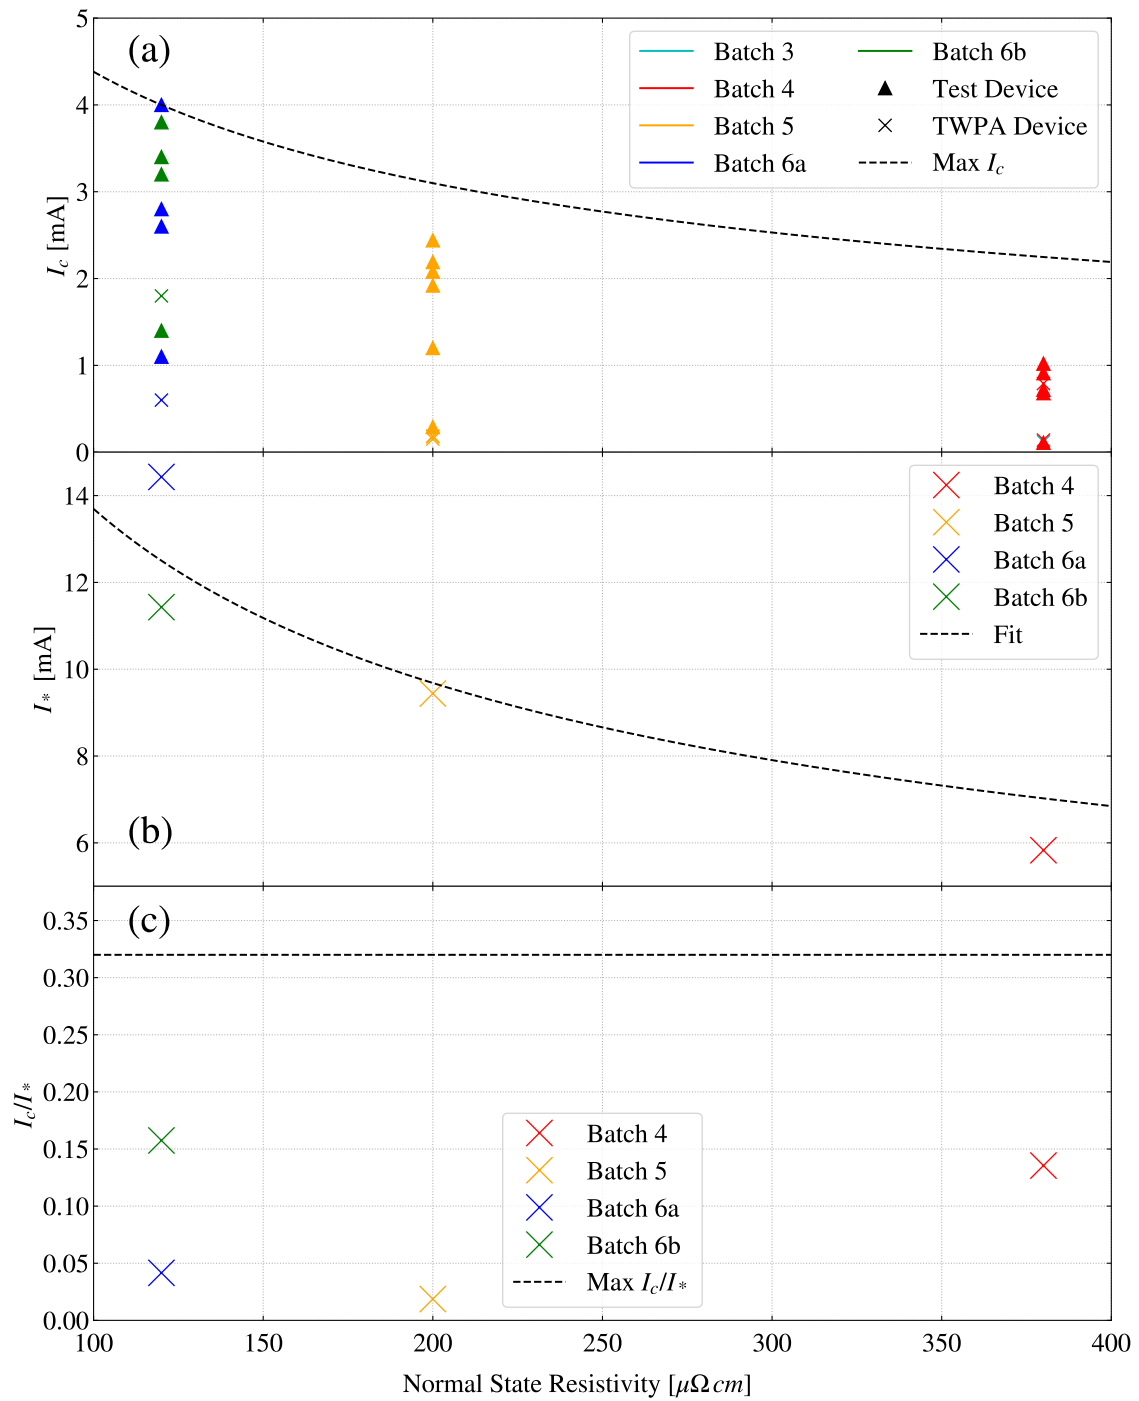 (a)
5
4
3
2
1
0
I_c [mA]
Batch 3
Batch 4
Batch 5
Batch 6a
Batch 6b
Test Device
TWPA Device
Max I_c
14
12
10
8
6
I_* [mA]
(b)
Batch 4
Batch 5
Batch 6a
Batch 6b
Fit
(c)
0.35
0.30
0.25
0.20
0.15
0.10
0.05
0.00
I_c/I_*
Batch 4
Batch 5
Batch 6a
Batch 6b
Max I_c/I_*
100 150 200 250 300 350 400
Normal State Resistivity [μΩ cm]